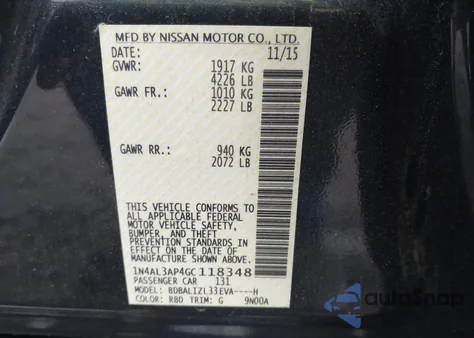 MFD BY NISSAN MOTOR CO., LTD.
DATE: 11/15
GVWR: 1917 KG
4226 LB
GAWR FR.: 1010 KG
2227 LB
GAWR RR.: 940 KG
2072 LB
THIS VEHICLE CONFORMS TO
ALL APPLICABLE FEDERAL
MOTOR VEHICLE SAFETY,
BUMPER, AND THEFT
PREVENTION STANDARDS IN
EFFECT ON THE DATE OF
MANUFACTURE SHOWN ABOVE.
1N4AL3AP4GC118348
PASSENGER CAR 131
MODEL: BDBALIZL33EVA----H
COLOR: RBD TRIM: G 9N00A
autoSnap